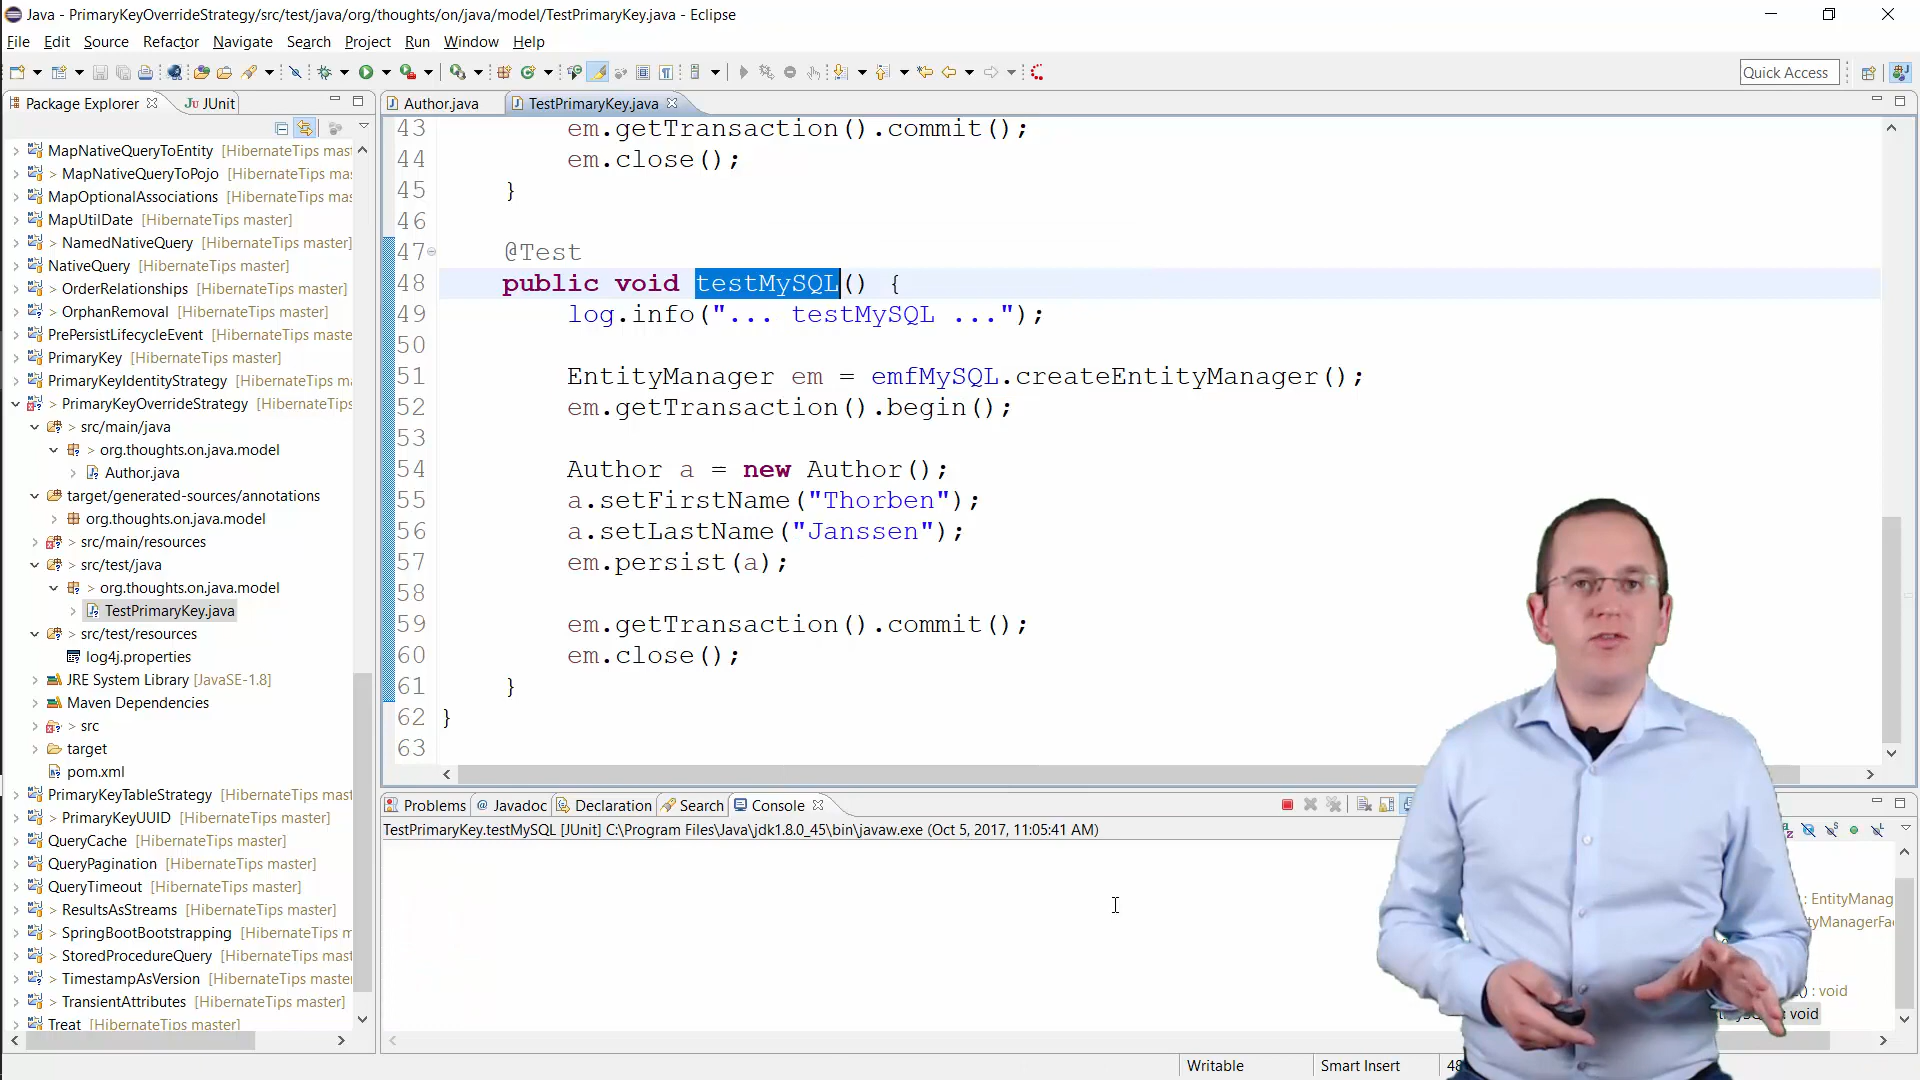 Java - PrimaryKeyOverrideStrategy/src/test/java/org/thoughts/on/java/model/TestPrimaryKey.java - Eclipse
File Edit Source Refactor Navigate Search Project Run Window Help
Quick Access
Package Explorer
JUnit
MapNativeQueryToEntity [HibernateTips mas
> MapNativeQueryToPojo [HibernateTips ma
MapOptionalAssociations [HibernateTips ma
MapUtilDate [HibernateTips master]
> NamedNativeQuery [HibernateTips master]
NativeQuery [HibernateTips master]
> OrderRelationships [HibernateTips master]
> OrphanRemoval [HibernateTips master]
PrePersistLifecycleEvent [HibernateTips mast
PrimaryKey [HibernateTips master]
PrimaryKeyIdentityStrategy [HibernateTips m
> PrimaryKeyOverrideStrategy [HibernateTips
> src/main/java
> org.thoughts.on.java.model
> Author.java
target/generated-sources/annotations
org.thoughts.on.java.model
> src/main/resources
> src/test/java
> org.thoughts.on.java.model
TestPrimaryKey.java
> src/test/resources
log4j.properties
JRE System Library [JavaSE-1.8]
Maven Dependencies
> src
target
pom.xml
PrimaryKeyTableStrategy [HibernateTips mast
> PrimaryKeyUUID [HibernateTips master]
QueryCache [HibernateTips master]
QueryPagination [HibernateTips master]
QueryTimeout [HibernateTips master]
> ResultsAsStreams [HibernateTips master]
> SpringBootBootstrapping [HibernateTips m
> StoredProcedureQuery [HibernateTips mas
> TimestampAsVersion [HibernateTips master]
> TransientAttributes [HibernateTips master]
Treat [HibernateTips master]
Author.java
TestPrimaryKey.java
43 em.getTransaction().commit();
44 em.close();
45 }
46
47 @Test
48 public void testMySQL() {
49 log.info("... testMySQL ...");
50
51 EntityManager em = emfMySQL.createEntityManager();
52 em.getTransaction().begin();
53
54 Author a = new Author();
55 a.setFirstName("Thorben");
56 a.setLastName("Janssen");
57 em.persist(a);
58
59 em.getTransaction().commit();
60 em.close();
61 }
62 }
63
Problems @ Javadoc Declaration Search Console
TestPrimaryKey.testMySQL [JUnit] C:\Program Files\Java\jdk1.8.0_45\bin\javaw.exe (Oct 5, 2017, 11:05:41 AM)
: EntityManag
tyManagerFac
() : void
: void
Writable
Smart Insert
48